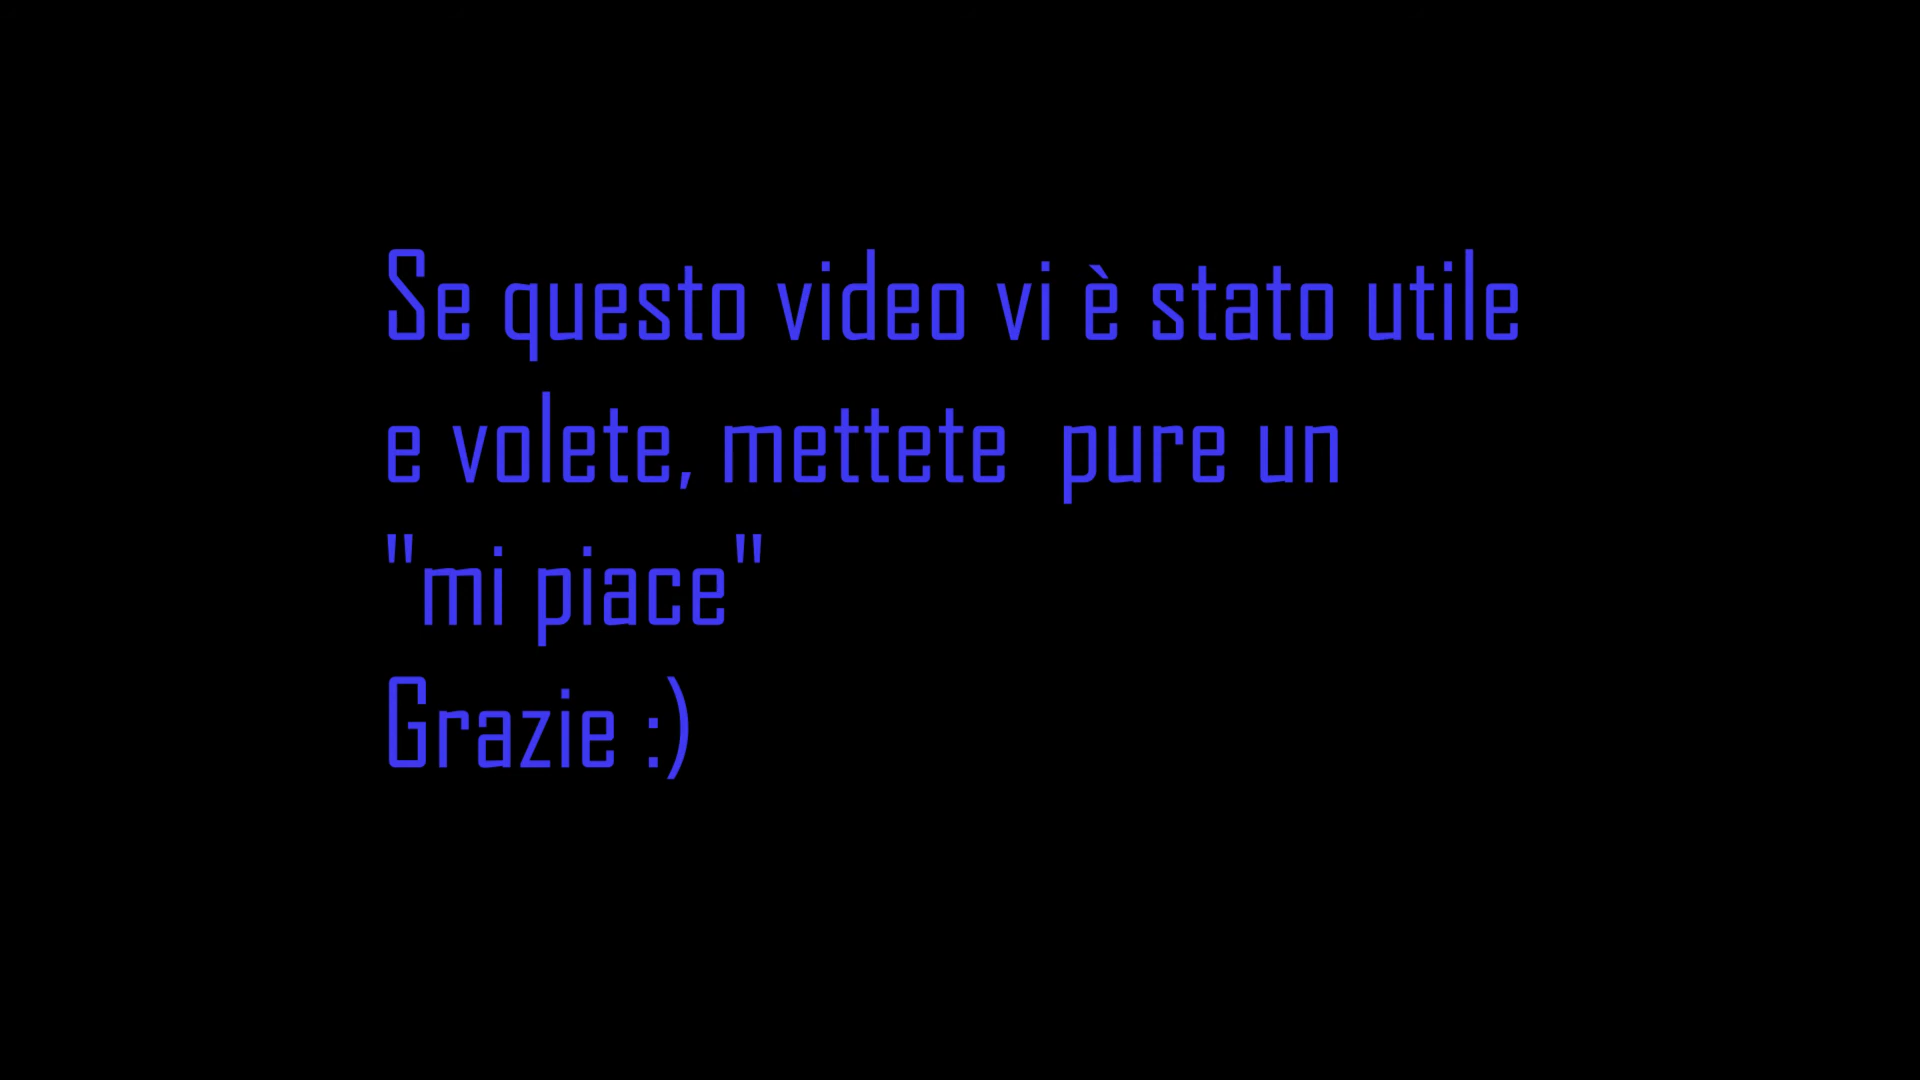 Se questo video vi è stato utile
e volete, mettete  pure un
"mi piace"
Grazie :)